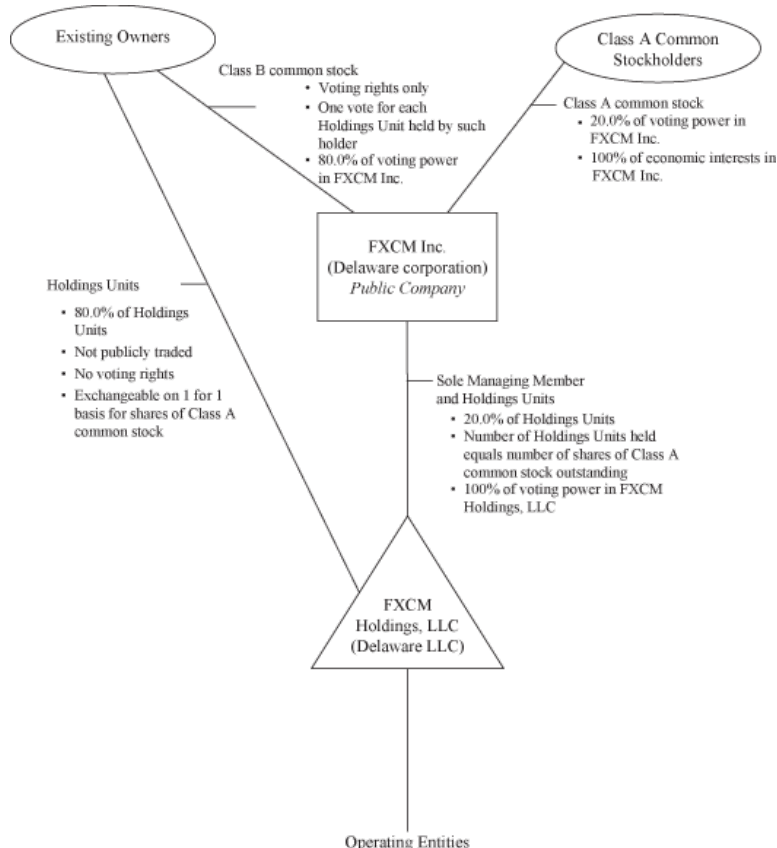 Existing Owners
Class A Common
Stockholders
Class B common stock
▪ Voting rights only
▪ One vote for each
Holdings Unit held by such
holder
▪ 80.0% of voting power
in FXCM Inc.
Class A common stock
▪ 20.0% of voting power in
FXCM Inc.
▪ 100% of economic interests in
FXCM Inc.
FXCM Inc.
(Delaware corporation)
Public Company
Holdings Units
▪ 80.0% of Holdings
Units
▪ Not publicly traded
▪ No voting rights
▪ Exchangeable on 1 for 1
basis for shares of Class A
common stock
Sole Managing Member
and Holdings Units
▪ 20.0% of Holdings Units
▪ Number of Holdings Units held
equals number of shares of Class A
common stock outstanding
▪ 100% of voting power in FXCM
Holdings, LLC
FXCM
Holdings, LLC
(Delaware LLC)
Operating Entities